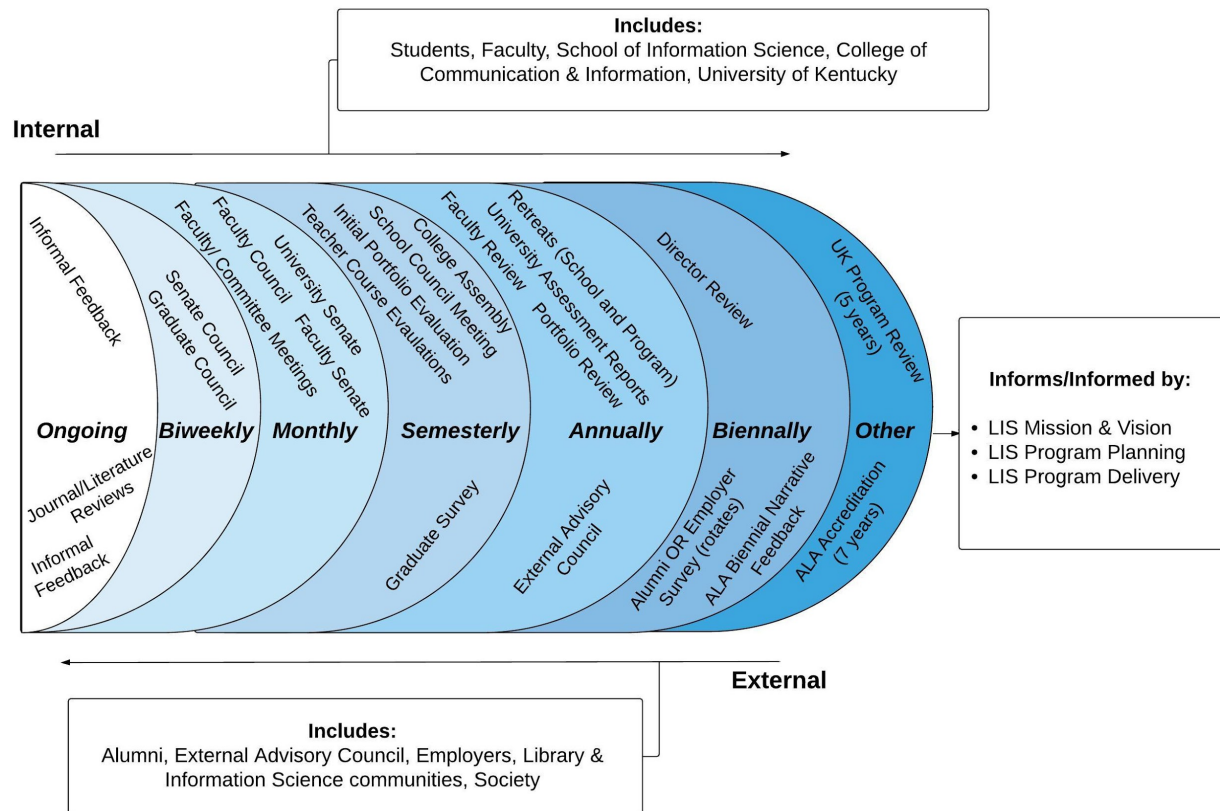 Includes:
Students, Faculty, School of Information Science, College of
Communication & Information, University of Kentucky
Internal
Informal Feedback
Senate Council
Graduate Council
Faculty Council
Faculty/ Committee Meetings
University Senate
Faculty Senate
College Assembly
School Council Meeting
Initial Portfolio Evaluation
Teacher Course Evaulations
Retreats (School and Program)
University Assessment Reports
Faculty Review
Portfolio Review
Director Review
UK Program Review
(5 years)
Ongoing
Biweekly
Monthly
Semesterly
Annually
Biennally
Other
Journal/Literature
Reviews
Informal
Feedback
Graduate Survey
External Advisory
Council
Alumni OR Employer
Survey (rotates)
ALA Biennial Narrative
Feedback
ALA Accreditation
(7 years)
Informs/Informed by:
• LIS Mission & Vision
• LIS Program Planning
• LIS Program Delivery
External
Includes:
Alumni, External Advisory Council, Employers, Library &
Information Science communities, Society